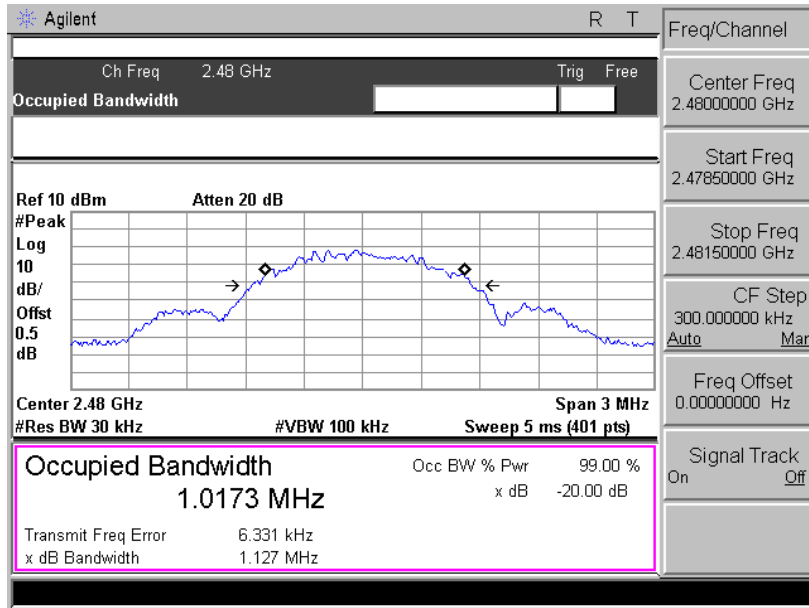 Agilent R T
Ch Freq 2.48 GHz Trig Free
Occupied Bandwidth
Ref 10 dBm Atten 20 dB
#Peak
Log
10
dB/
Offst
0.5
dB
Center 2.48 GHz Span 3 MHz
#Res BW 30 kHz #VBW 100 kHz Sweep 5 ms (401 pts)
Occupied Bandwidth Occ BW % Pwr 99.00 %
1.0173 MHz x dB -20.00 dB
Transmit Freq Error 6.331 kHz
x dB Bandwidth 1.127 MHz
Freq/Channel
Center Freq
2.48000000 GHz
Start Freq
2.47850000 GHz
Stop Freq
2.48150000 GHz
CF Step
300.000000 kHz
Auto Mar
Freq Offset
0.00000000 Hz
Signal Track
On Off